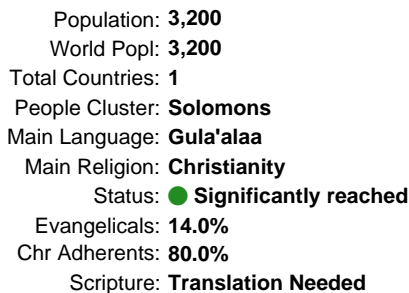 Population: 3,200
World Popl: 3,200
Total Countries: 1
People Cluster: Solomons
Main Language: Gula'alaa
Main Religion: Christianity
Status: Significantly reached
Evangelicals: 14.0%
Chr Adherents: 80.0%
Scripture: Translation Needed